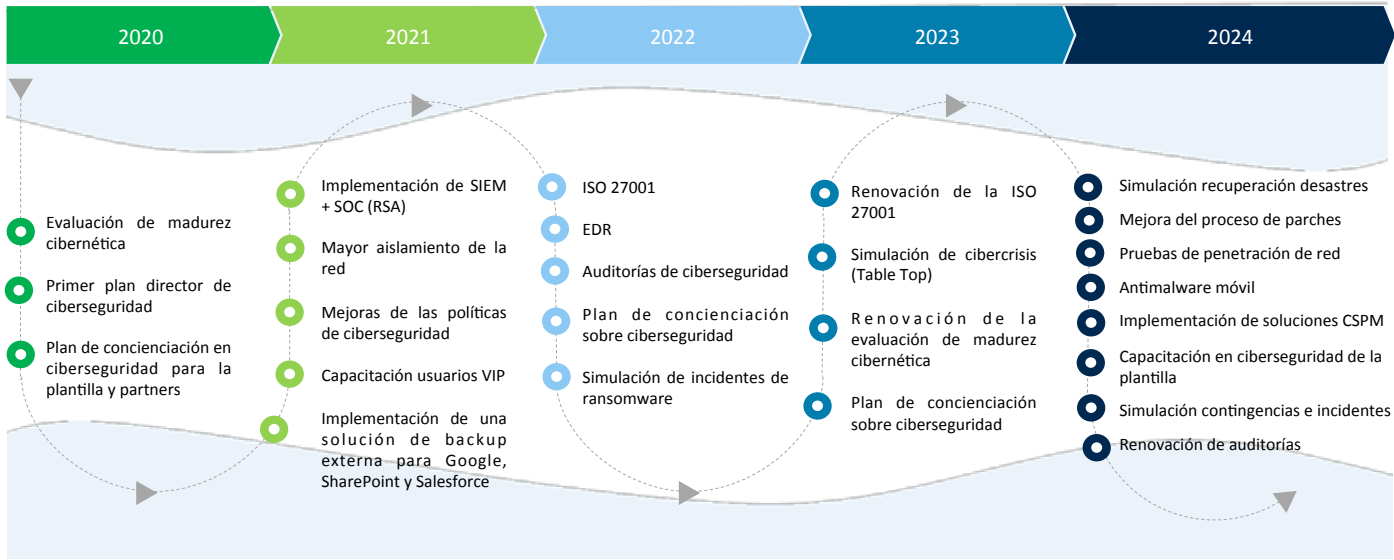 2020
2021
2022
2023
2024
Evaluación de madurez
cibernética
Primer plan director de
ciberseguridad
Plan de concienciación en
ciberseguridad para la
plantilla y partners
Implementación de SIEM
+ SOC (RSA)
Mayor aislamiento de la
red
Mejoras de las políticas
de ciberseguridad
Capacitación usuarios VIP
Implementación de una
solución de backup
externa para Google,
SharePoint y Salesforce
ISO 27001
EDR
Auditorías de ciberseguridad
Plan de concienciación
sobre ciberseguridad
Simulación de incidentes de
ransomware
Renovación de la ISO
27001
Simulación de cibercrisis
(Table Top)
Renovación de la
evaluación de madurez
cibernética
Plan de concienciación
sobre ciberseguridad
Simulación recuperación desastres
Mejora del proceso de parches
Pruebas de penetración de red
Antimalware móvil
Implementación de soluciones CSPM
Capacitación en ciberseguridad de la
plantilla
Simulación contingencias e incidentes
Renovación de auditorías